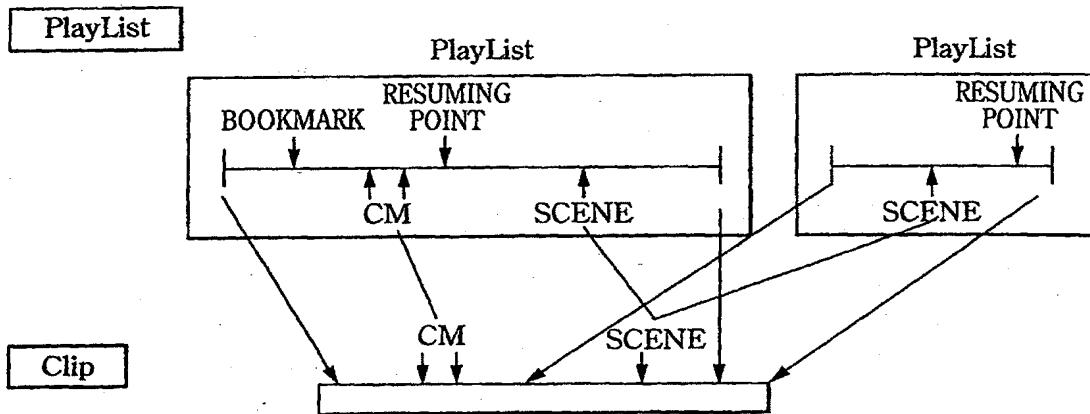 PlayList
PlayList
PlayList
RESUMING
POINT
BOOKMARK
RESUMING
POINT
CM
SCENE
SCENE
CM
SCENE
Clip